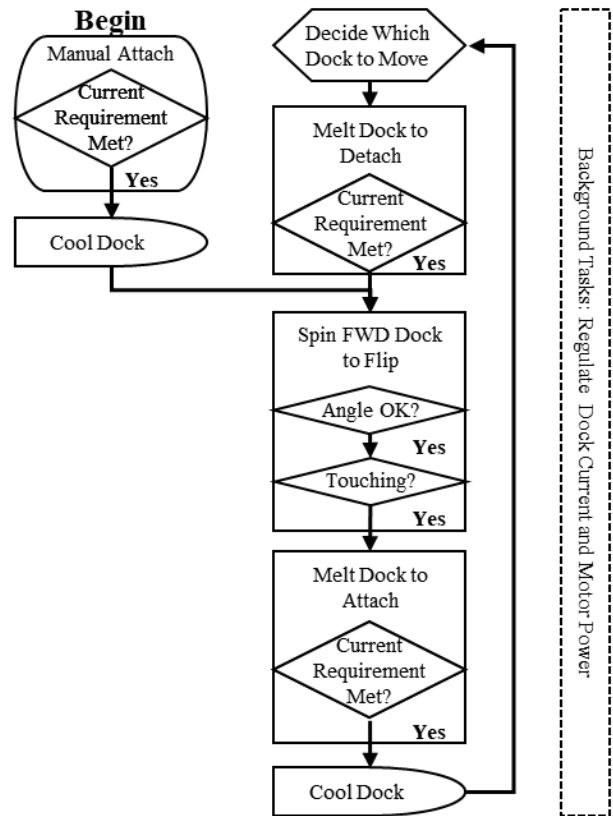 Begin
Manual Attach
Current
Requirement
Met?
Yes
Cool Dock
Decide Which
Dock to Move
Melt Dock to
Detach
Current
Requirement
Met?
Yes
Spin FWD Dock
to Flip
Angle OK?
Yes
Touching?
Yes
Melt Dock to
Attach
Current
Requirement
Met?
Yes
Cool Dock
Background Tasks: Regulate Dock Current and Motor Power